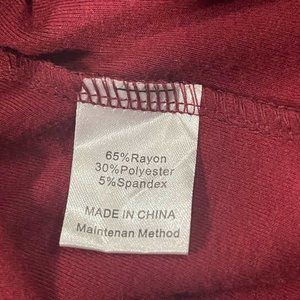 65%Rayon
30%Polyester
5%Spandex
MADE IN CHINA
Maintenan Method